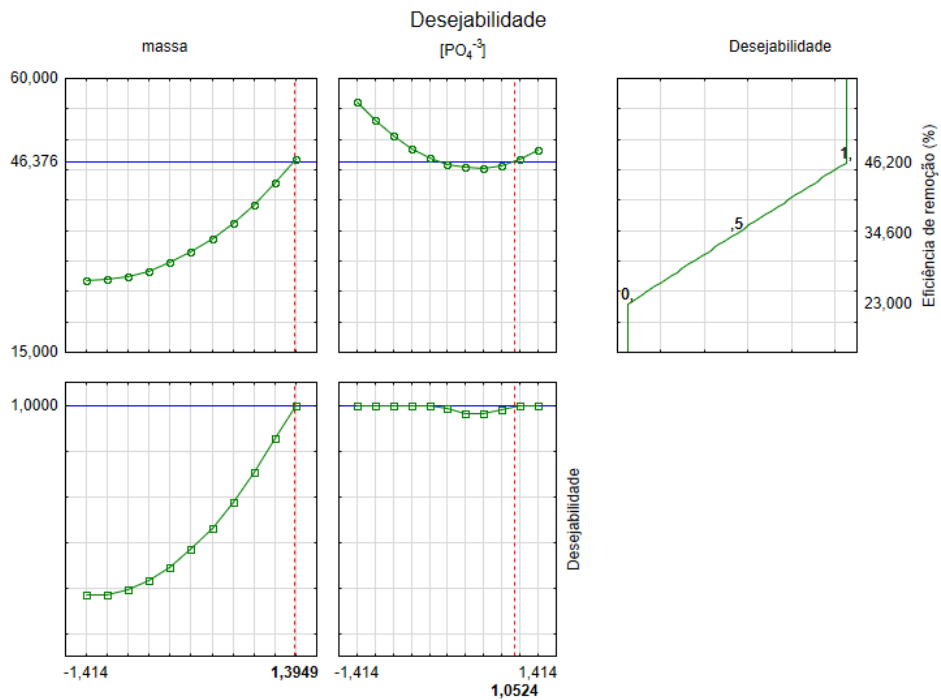 Desejabilidade
massa
[PO₄⁻³]
Desejabilidade
60,000
46,376
15,000
1,
46,200
,5
34,600
0,
23,000
Eficiência de remoção (%)
1,0000
Desejabilidade
-1,414
1,3949
-1,414
1,414
1,0524